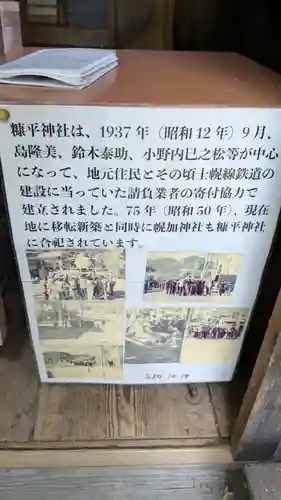 糠平神社は、1937年（昭和12年）9月、
島隆美、鈴木泰助、小野内巳之松等が中心
になって、地元住民とその頃士幌線鉄道の
建設に当っていた請負業者の寄付協力で
建立されました。75年（昭和50年）、現在
地に移転新築と同時に幌加神社も糠平神社
に合祀されています。
S50.10.19